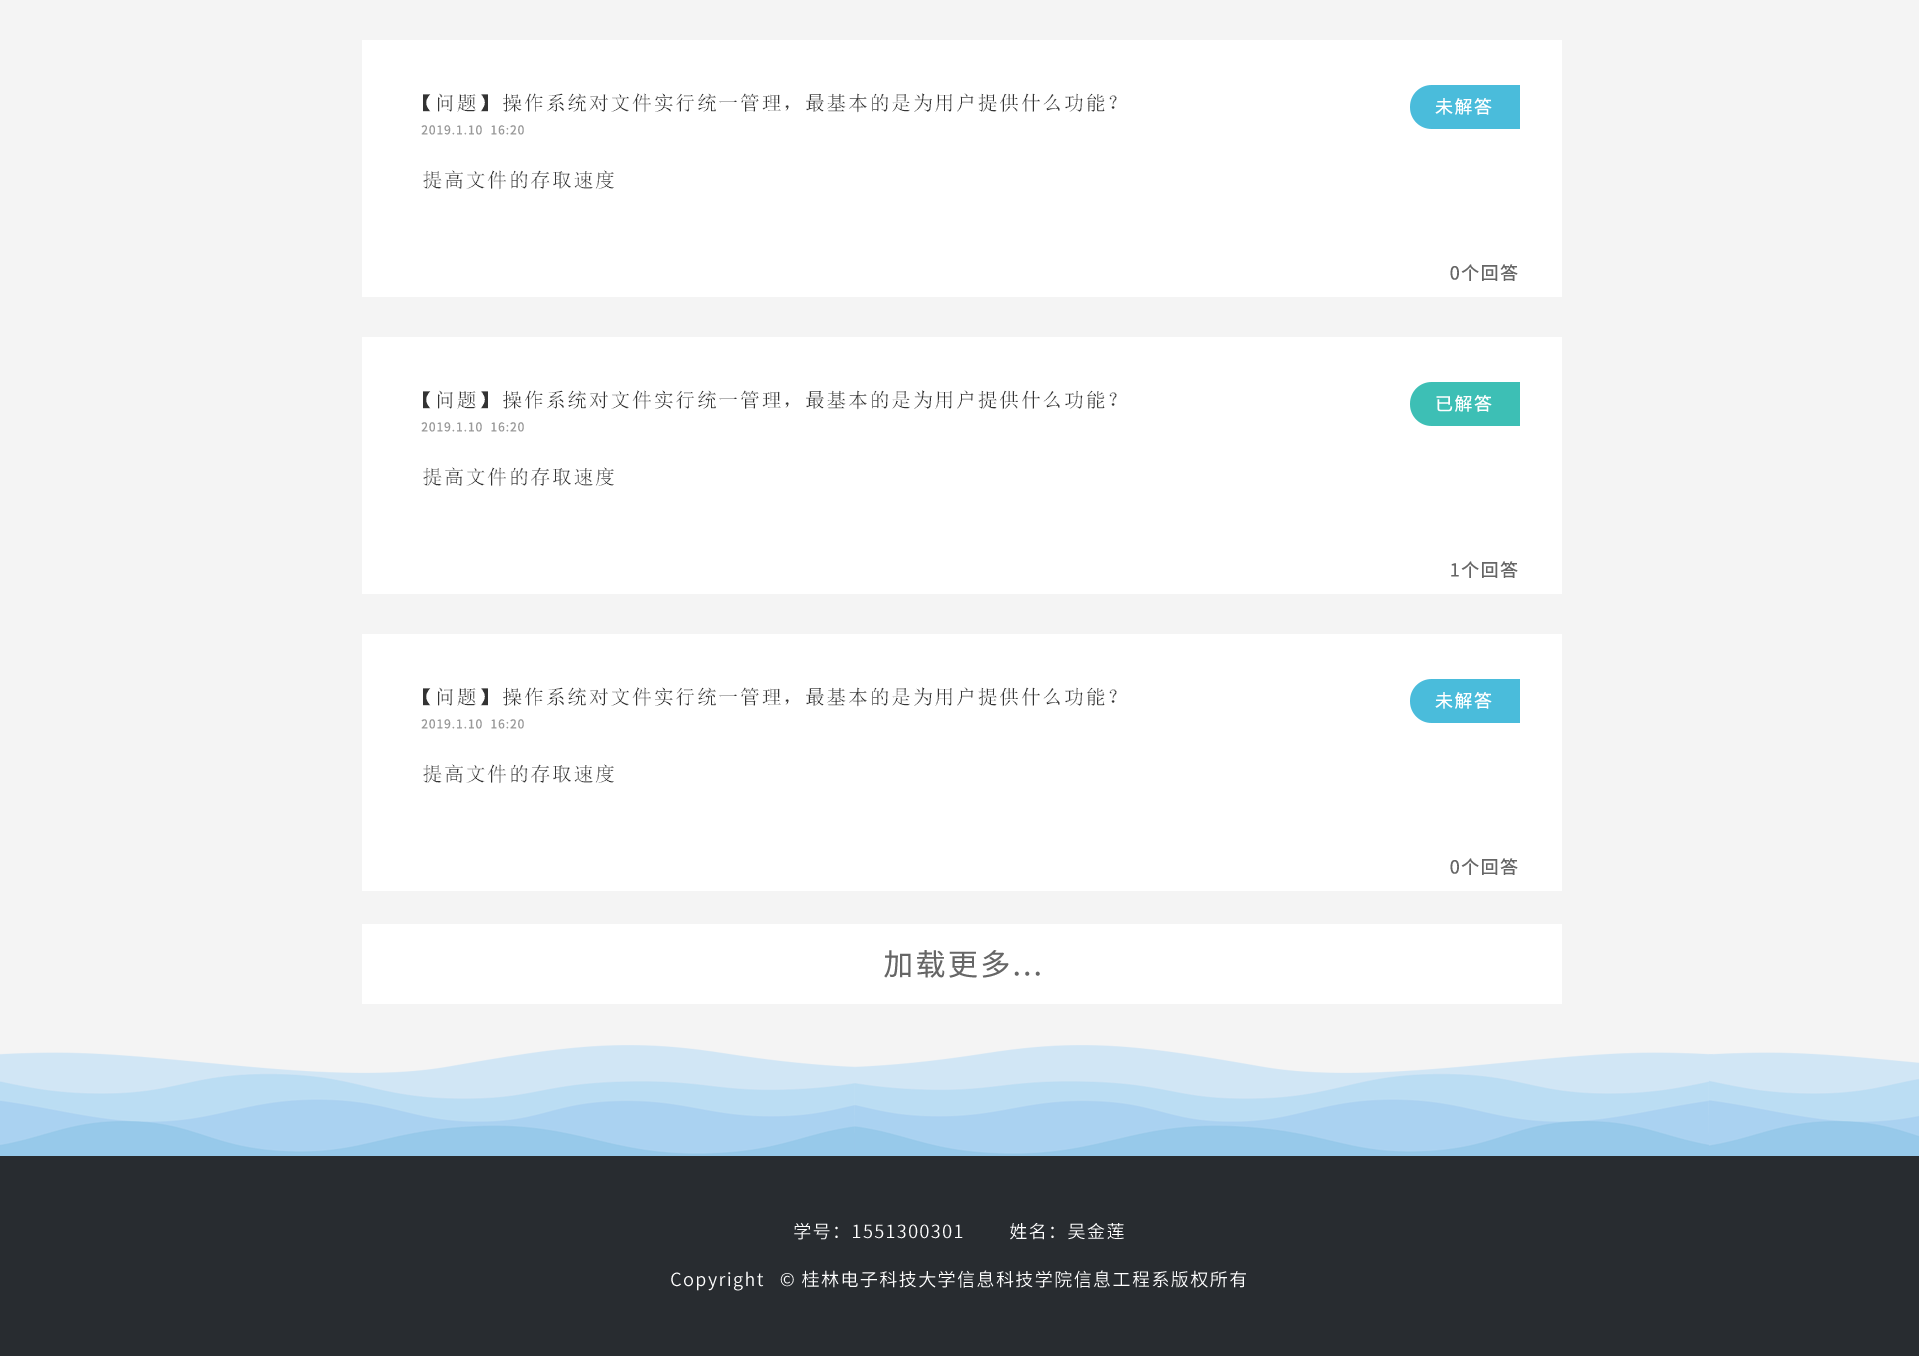 【问题】操作系统对文件实行统一管理，最基本的是为用户提供什么功能？
未解答
2019.1.10 16:20
提高文件的存取速度
0个回答
【问题】操作系统对文件实行统一管理，最基本的是为用户提供什么功能？
已解答
2019.1.10 16:20
提高文件的存取速度
1个回答
【问题】操作系统对文件实行统一管理，最基本的是为用户提供什么功能？
未解答
2019.1.10 16:20
提高文件的存取速度
0个回答
加载更多...
学号：1551300301 姓名：吴金莲
Copyright © 桂林电子科技大学信息科技学院信息工程系版权所有